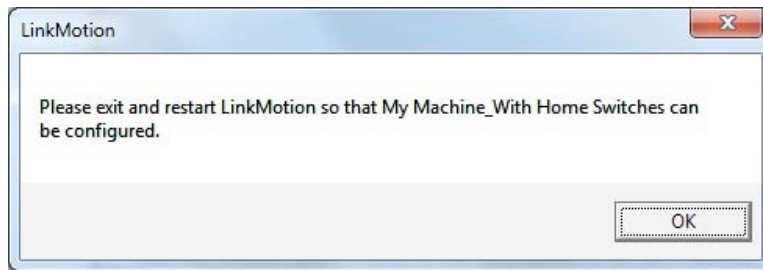 LinkMotion
Please exit and restart LinkMotion so that My Machine_With Home Switches can
be configured.
OK